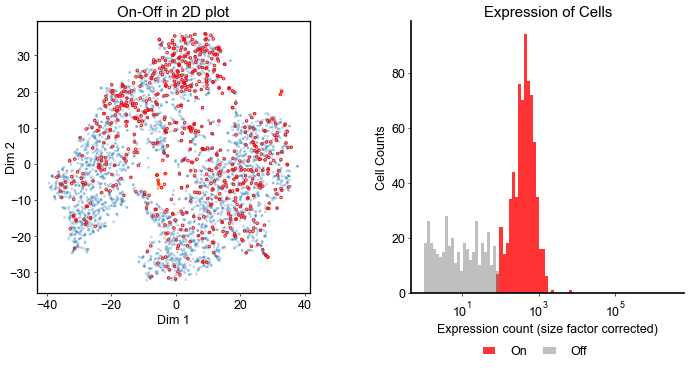 On-Off in 2D plot
30
20
10
0
−10
−20
−30
Dim 2
−40
−20
0
20
40
Dim 1
Expression of Cells
80
60
40
20
0
Cell Counts
10^1
10^3
10^5
Expression count (size factor corrected)
On
Off